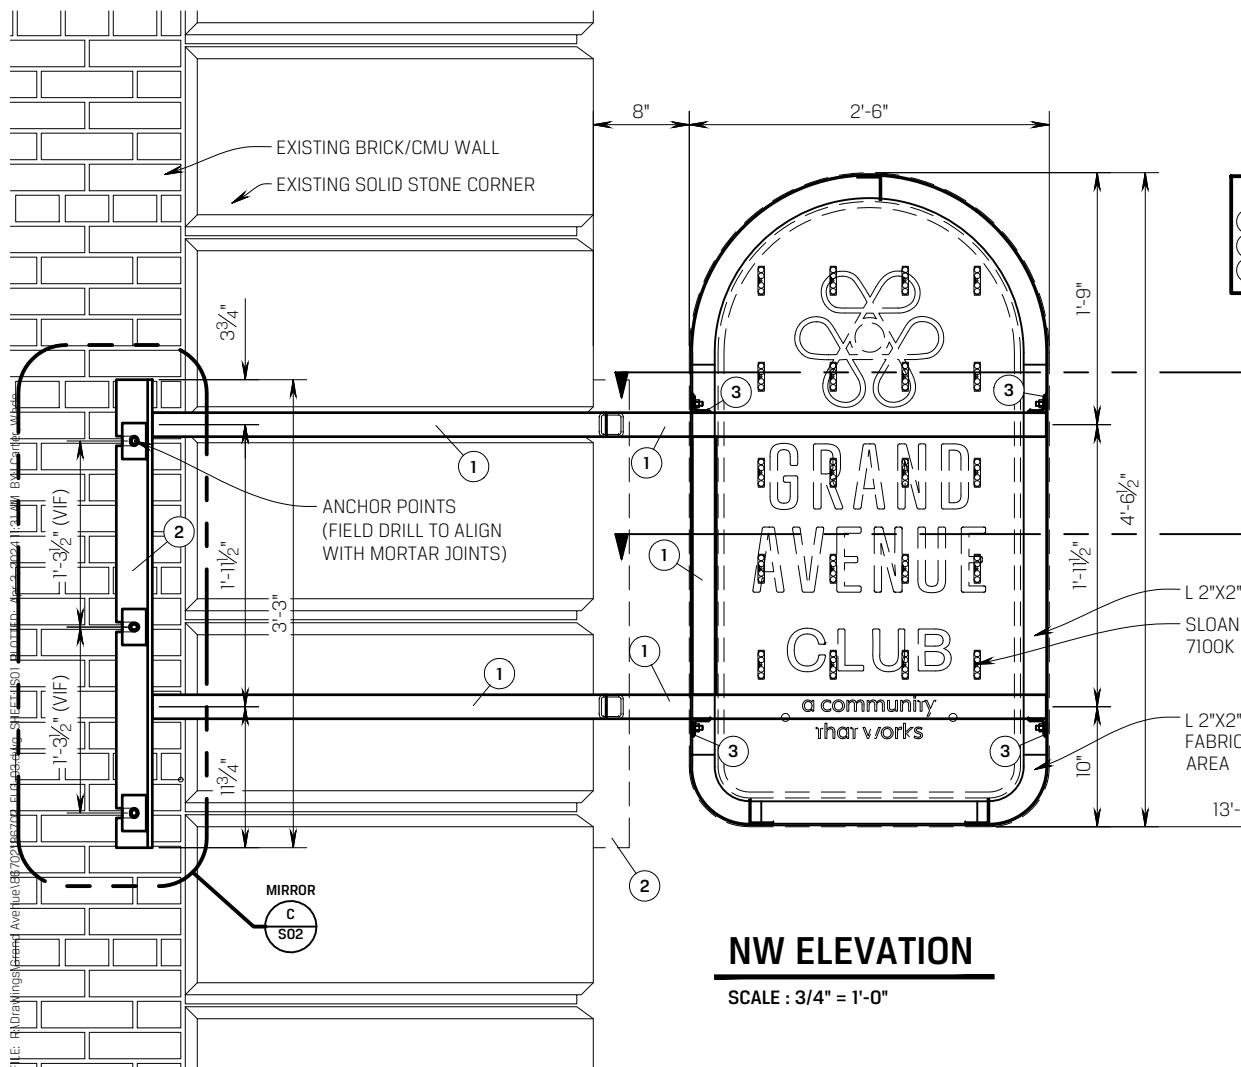 8"
2'-6"
EXISTING BRICK/CMU WALL
EXISTING SOLID STONE CORNER
3¾"
1'-9"
3
3
1
1
GRAND
AVENUE
CLUB
a community
that works
ANCHOR POINTS
(FIELD DRILL TO ALIGN
WITH MORTAR JOINTS)
1'-3½" (VIF)
2
1'-11½"
3'-3"
1
4'-6½"
1'-11½"
L 2"X2"
SLOAN
7100K
1
1
1'-3½" (VIF)
11¾"
3
3
10"
L 2"X2"
FABRIC
AREA
13'-
2
MIRROR
C
S02
NW ELEVATION
SCALE : 3/4" = 1'-0"